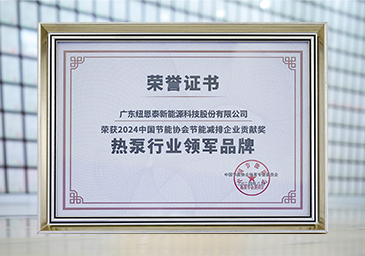 荣誉证书
广东纽恩泰新能源科技股份有限公司
荣获2024中国节能协会节能减排企业贡献奖
热泵行业领军品牌